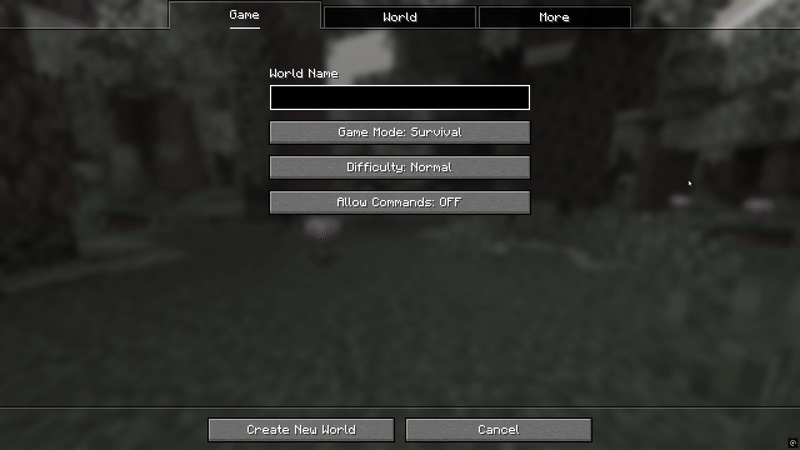 Game
World
More
World Name
Game Mode: Survival
Difficulty: Normal
Allow Commands: OFF
Create New World
Cancel